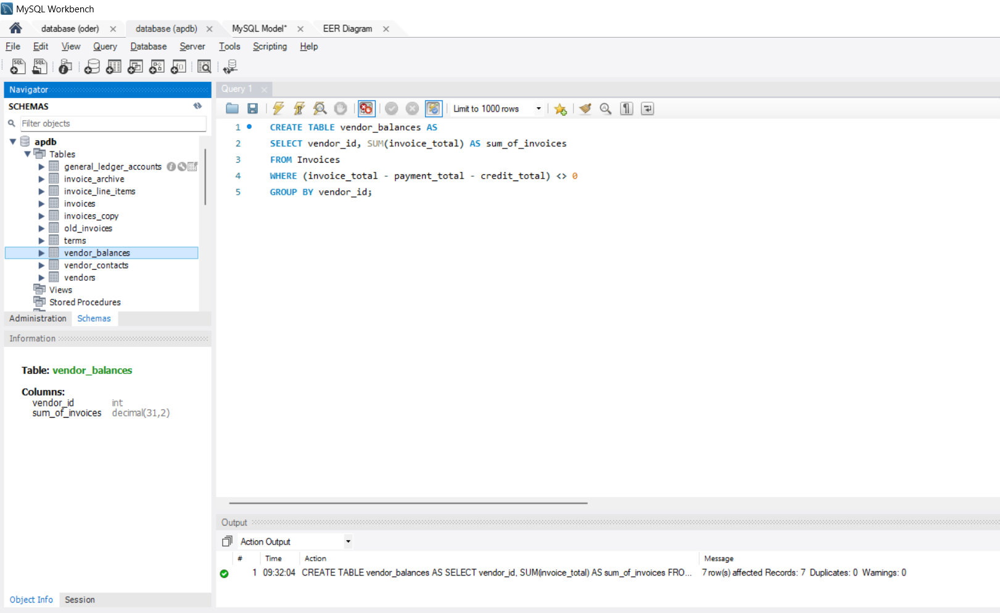 MySQL Workbench
database (oder)
database (apdb)
MySQL Model*
EER Diagram
File Edit View Query Database Server Tools Scripting Help
SQL
SQL
Navigator
SCHEMAS
Filter objects
apdb
Tables
general_ledger_accounts
invoice_archive
invoice_line_items
invoices
invoices_copy
old_invoices
terms
vendor_balances
vendor_contacts
vendors
Views
Stored Procedures
Administration Schemas
Information
Table: vendor_balances
Columns:
vendor_id int
sum_of_invoices decimal(31,2)
Object Info Session
Query 1
Limit to 1000 rows
1 CREATE TABLE vendor_balances AS
2 SELECT vendor_id, SUM(invoice_total) AS sum_of_invoices
3 FROM Invoices
4 WHERE (invoice_total - payment_total - credit_total) <> 0
5 GROUP BY vendor_id;
Output
Action Output
# Time Action Message
1 09:32:04 CREATE TABLE vendor_balances AS SELECT vendor_id, SUM(invoice_total) AS sum_of_invoices FRO... 7 row(s) affected Records: 7 Duplicates: 0 Warnings: 0